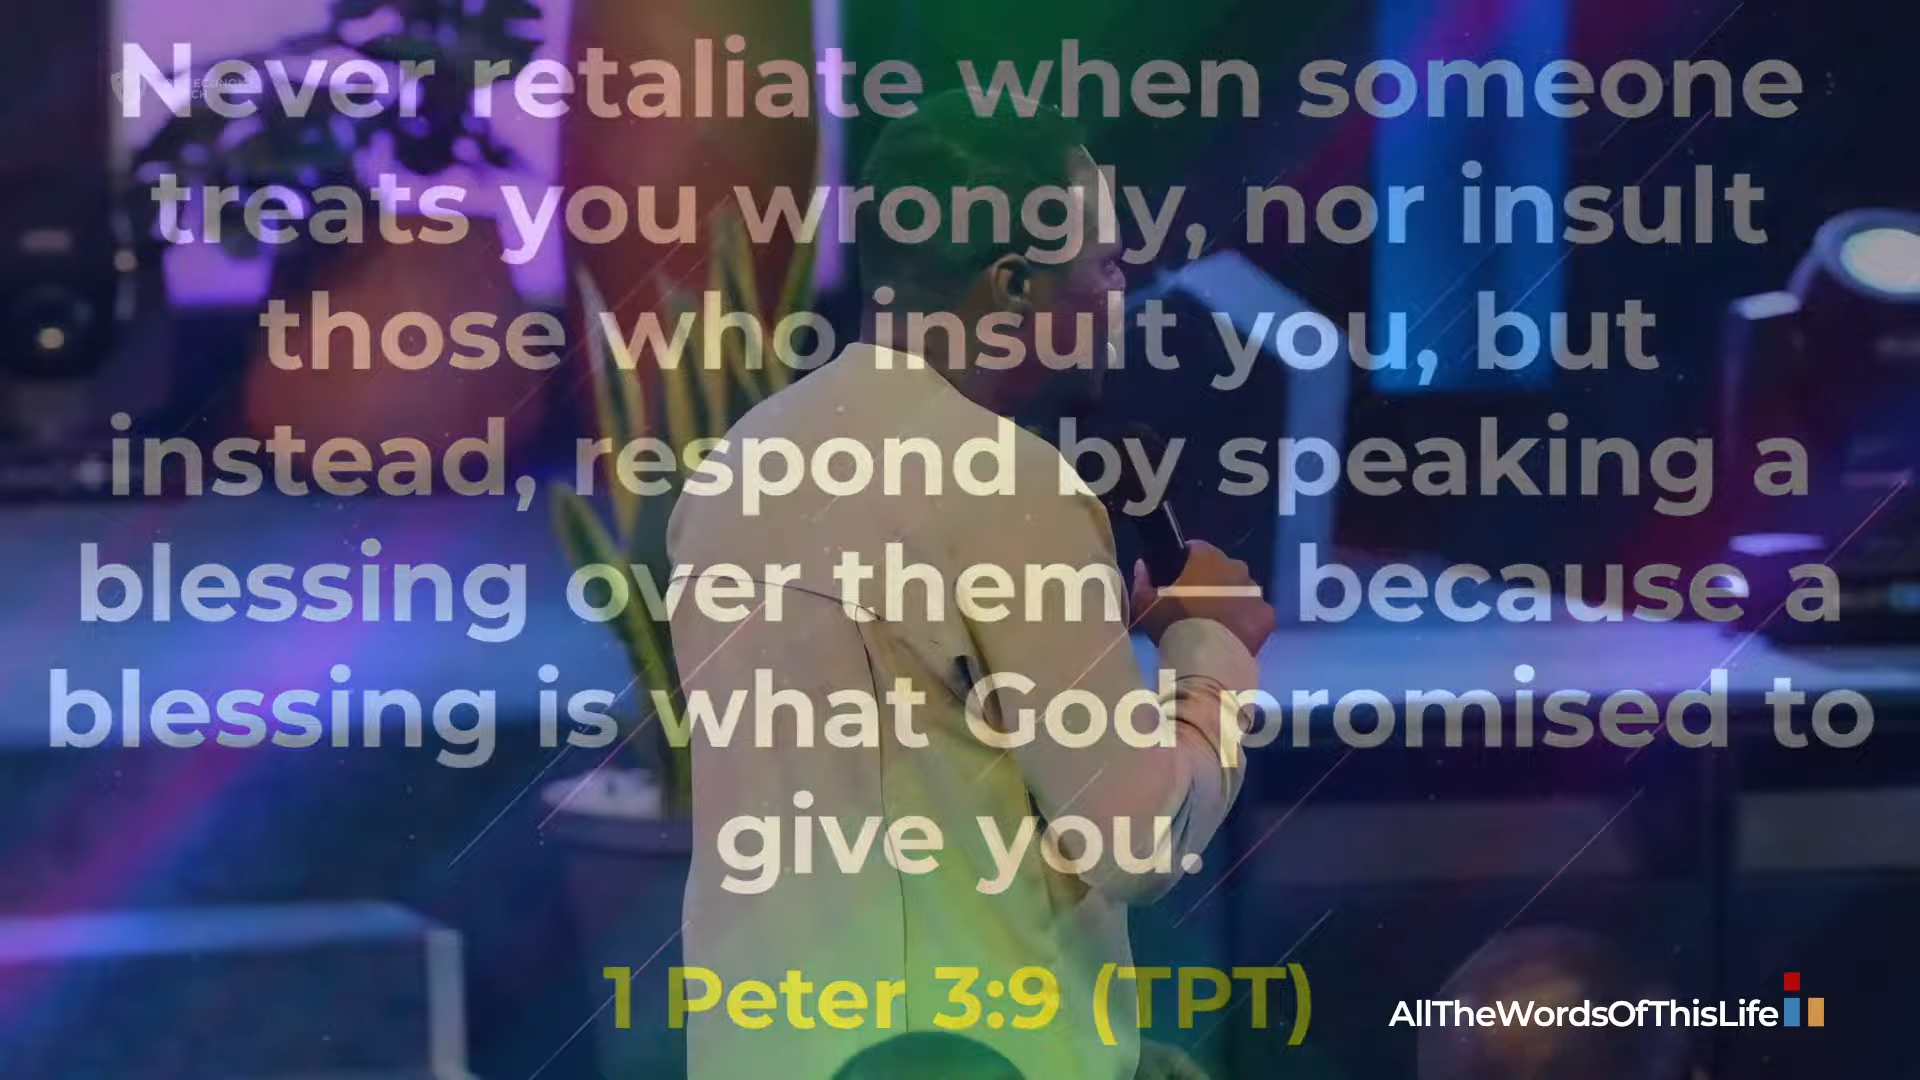 Never retaliate when someone
treats you wrongly, nor insult
those who insult you, but
instead, respond by speaking a
blessing over them — because a
blessing is what God promised to
give you.
1 Peter 3:9 (TPT)
AllTheWordsOfThisLife